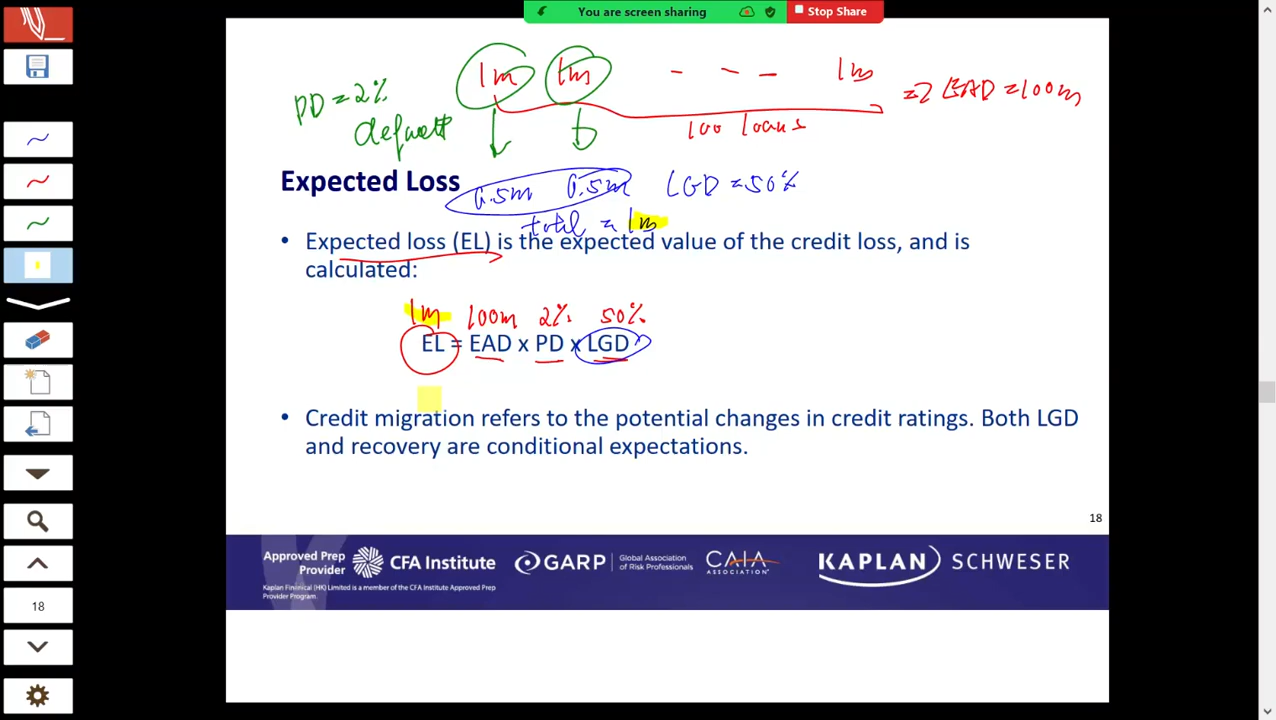 You are screen sharing
Stop Share
1m 1m - - - 1m => EAD = 100m
PD = 2%
default
100 loans
Expected Loss
0.5m 0.5m LGD = 50%
total = 1m
• Expected loss (EL) is the expected value of the credit loss, and is
calculated:
1m 100m 2% 50%
EL = EAD x PD x LGD
• Credit migration refers to the potential changes in credit ratings. Both LGD
and recovery are conditional expectations.
18
Approved Prep
Provider
CFA Institute
GARP
Global Association
of Risk Professionals
CAIA
ASSOCIATION
KAPLAN SCHWESER
Kaplan Fininical (HK) Limited is a member of the CFA Institute Approved Prep
Provider Program.
18